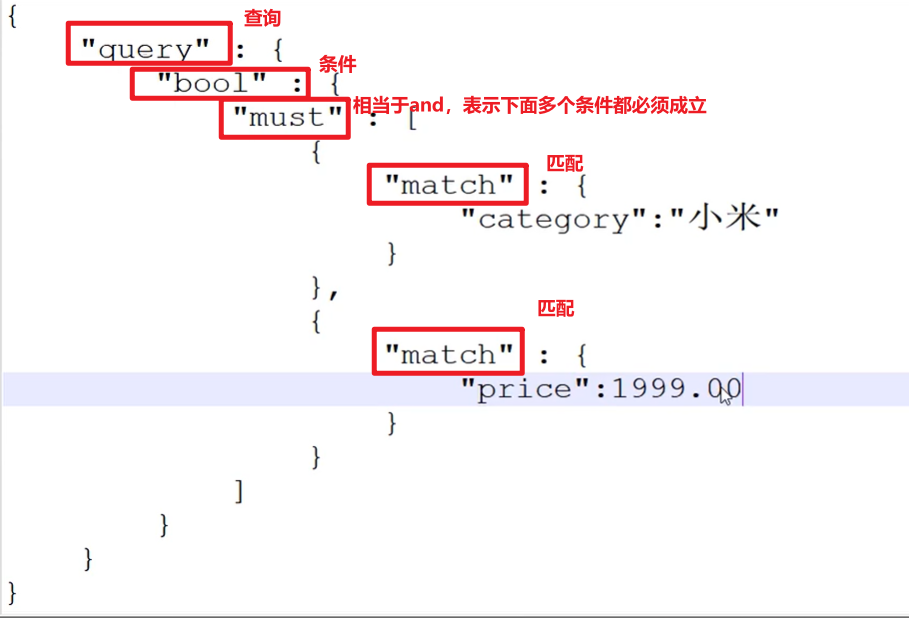 {
查询
"query" : {
条件
"bool" : {
相当于and，表示下面多个条件都必须成立
"must" : [
{
匹配
"match" : {
"category":"小米"
}
},
{
匹配
"match" : {
"price":1999.00
}
}
]
}
}
}